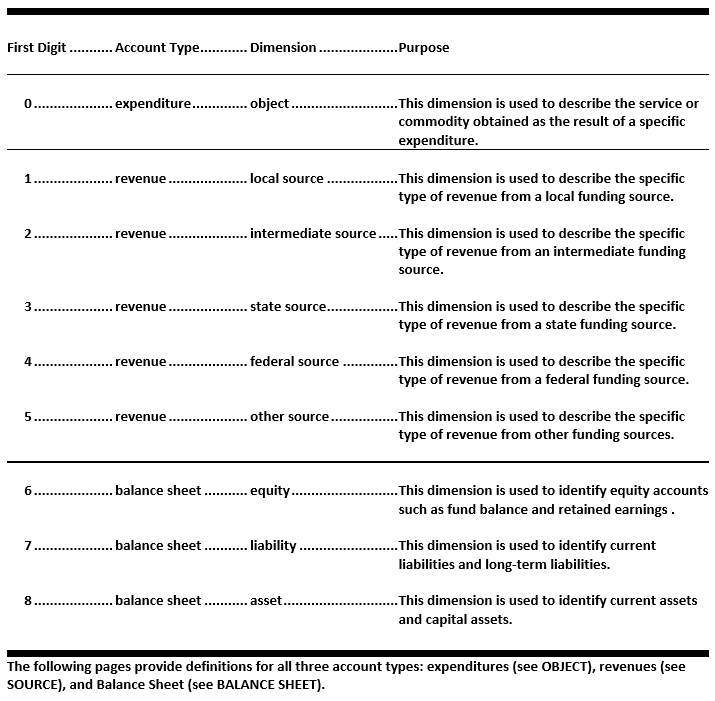 First Digit ........... Account Type............ Dimension ....................Purpose
0 .................... expenditure.............. object ...........................This dimension is used to describe the service or
commodity obtained as the result of a specific
expenditure.
1 .................... revenue .................... local source ..................This dimension is used to describe the specific
type of revenue from a local funding source.
2 .................... revenue .................... intermediate source .....This dimension is used to describe the specific
type of revenue from an intermediate funding
source.
3 .................... revenue .................... state source..................This dimension is used to describe the specific
type of revenue from a state funding source.
4 .................... revenue .................... federal source ..............This dimension is used to describe the specific
type of revenue from a federal funding source.
5 .................... revenue .................... other source.................This dimension is used to describe the specific
type of revenue from other funding sources.
6 .................... balance sheet ........... equity...........................This dimension is used to identify equity accounts
such as fund balance and retained earnings .
7 .................... balance sheet ........... liability .........................This dimension is used to identify current
liabilities and long-term liabilities.
8 .................... balance sheet ........... asset.............................This dimension is used to identify current assets
and capital assets.
The following pages provide definitions for all three account types: expenditures (see OBJECT), revenues (see
SOURCE), and Balance Sheet (see BALANCE SHEET).